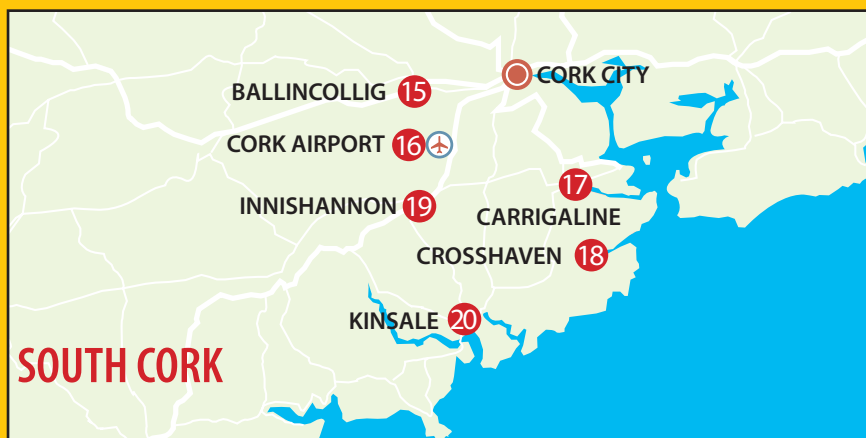 CORK CITY
BALLINCOLLIG 15
CORK AIRPORT 16
17
CARRIGALINE
INNISHANNON 19
CROSSHAVEN 18
KINSALE 20
SOUTH CORK